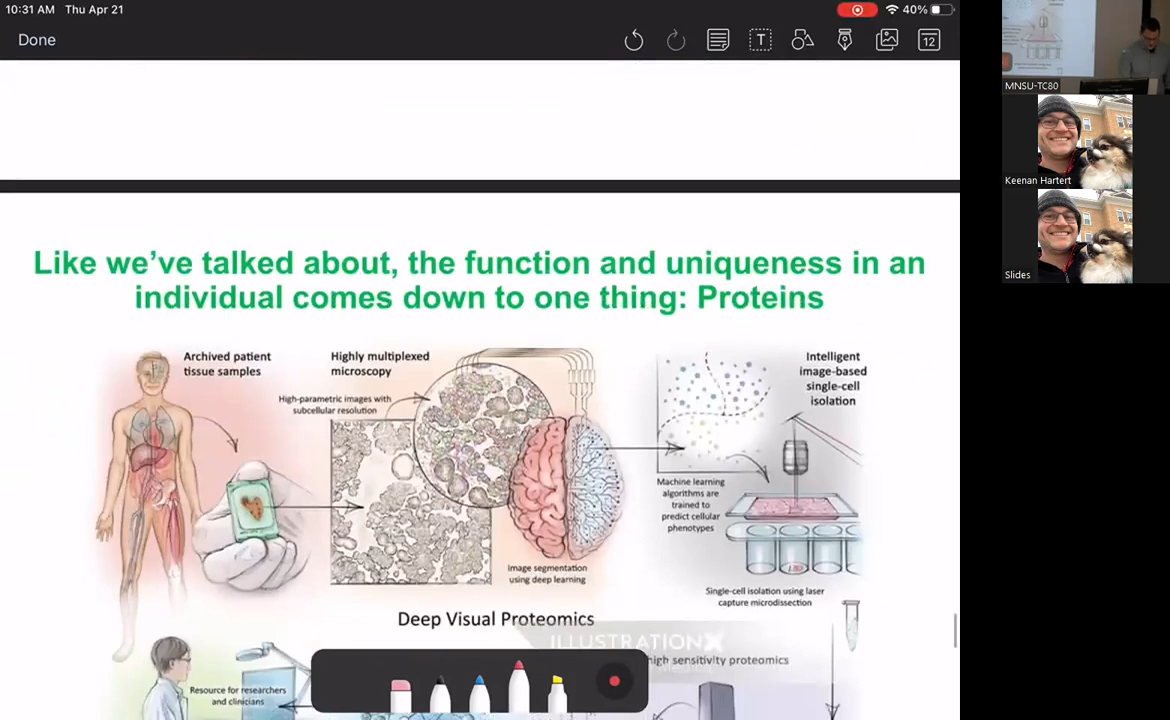 10:31 AM Thu Apr 21
40%
Done
T
12
MNSU-TC80
Keenan Hartert
Slides
Like we've talked about, the function and uniqueness in an
individual comes down to one thing: Proteins
Archived patient
tissue samples
Highly multiplexed
microscopy
High-parametric images with
subcellular resolution
Image segmentation
using deep learning
Intelligent
image-based
single-cell
isolation
Machine learning
algorithms are
trained to
predict cellular
phenotypes
Single-cell isolation using laser
capture microdissection
Deep Visual Proteomics
ILLUSTRATIONX
high sensitivity proteomics
Resource for researchers
and clinicians